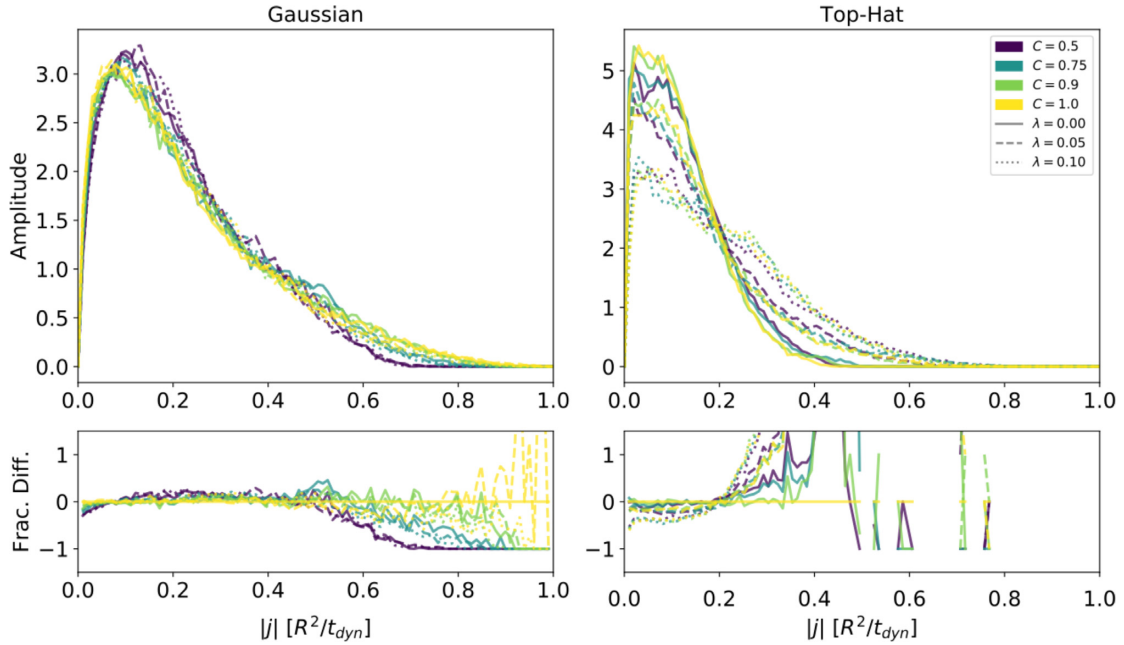 Gaussian
Top-Hat
Amplitude
3.0
2.5
2.0
1.5
1.0
0.5
0.0
0.0 0.2 0.4 0.6 0.8 1.0
5
4
3
2
1
0
0.0 0.2 0.4 0.6 0.8 1.0
C = 0.5
C = 0.75
C = 0.9
C = 1.0
λ = 0.00
λ = 0.05
λ = 0.10
Frac. Diff.
1
0
−1
0.0 0.2 0.4 0.6 0.8 1.0
|j| [R²/t_dyn]
1
0
−1
0.0 0.2 0.4 0.6 0.8 1.0
|j| [R²/t_dyn]